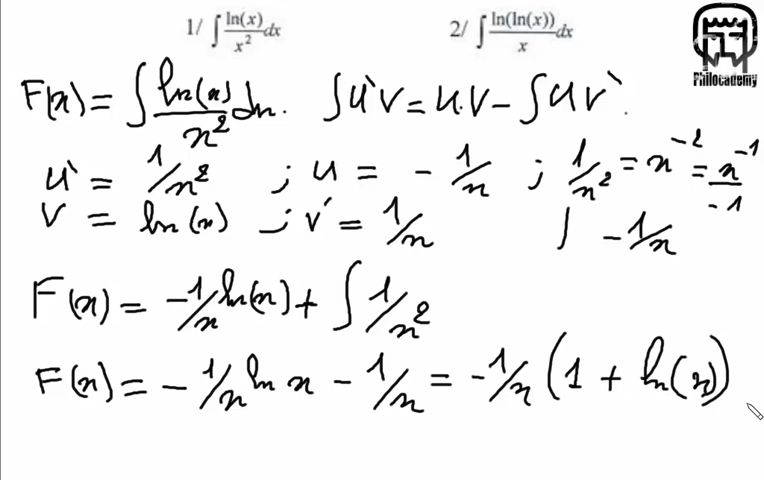 1/ ∫ ln(x)/x² dx 2/ ∫ ln(ln(x))/x dx
Philocademy
F(x) = ∫ ln(x)/x² dx. ∫u'v = u.v - ∫uv'.
u' = 1/x² ; u = - 1/x ; 1/x² = x⁻² = x⁻¹/-1
v = ln(x) ; v' = 1/x ∫ -1/x
F(x) = -1/x ln(x) + ∫ 1/x²
F(x) = - 1/x ln x - 1/x = -1/x (1 + ln(x))